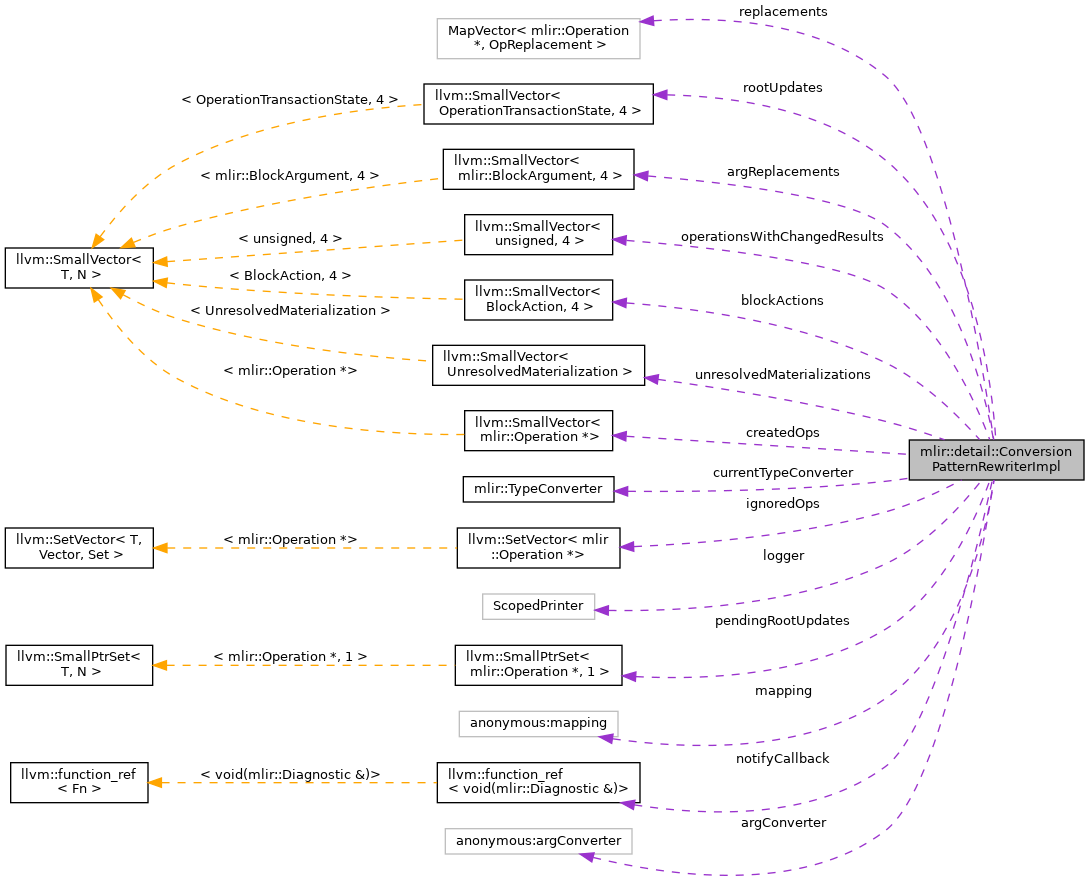 replacements
MapVector< mlir::Operation
*, OpReplacement >
rootUpdates
llvm::SmallVector<
OperationTransactionState, 4 >
< OperationTransactionState, 4 >
argReplacements
llvm::SmallVector<
mlir::BlockArgument, 4 >
< mlir::BlockArgument, 4 >
operationsWithChangedResults
llvm::SmallVector<
unsigned, 4 >
< unsigned, 4 >
llvm::SmallVector<
T, N >
< BlockAction, 4 >
llvm::SmallVector<
BlockAction, 4 >
blockActions
< UnresolvedMaterialization >
llvm::SmallVector<
UnresolvedMaterialization >
unresolvedMaterializations
< mlir::Operation *>
llvm::SmallVector<
mlir::Operation *>
createdOps
mlir::detail::Conversion
PatternRewriterImpl
mlir::TypeConverter
currentTypeConverter
ignoredOps
llvm::SetVector< T,
Vector, Set >
< mlir::Operation *>
llvm::SetVector< mlir
::Operation *>
logger
ScopedPrinter
pendingRootUpdates
llvm::SmallPtrSet<
T, N >
< mlir::Operation *, 1 >
llvm::SmallPtrSet<
mlir::Operation *, 1 >
mapping
anonymous:mapping
notifyCallback
llvm::function_ref
< Fn >
< void(mlir::Diagnostic &)>
llvm::function_ref
< void(mlir::Diagnostic &)>
argConverter
anonymous:argConverter